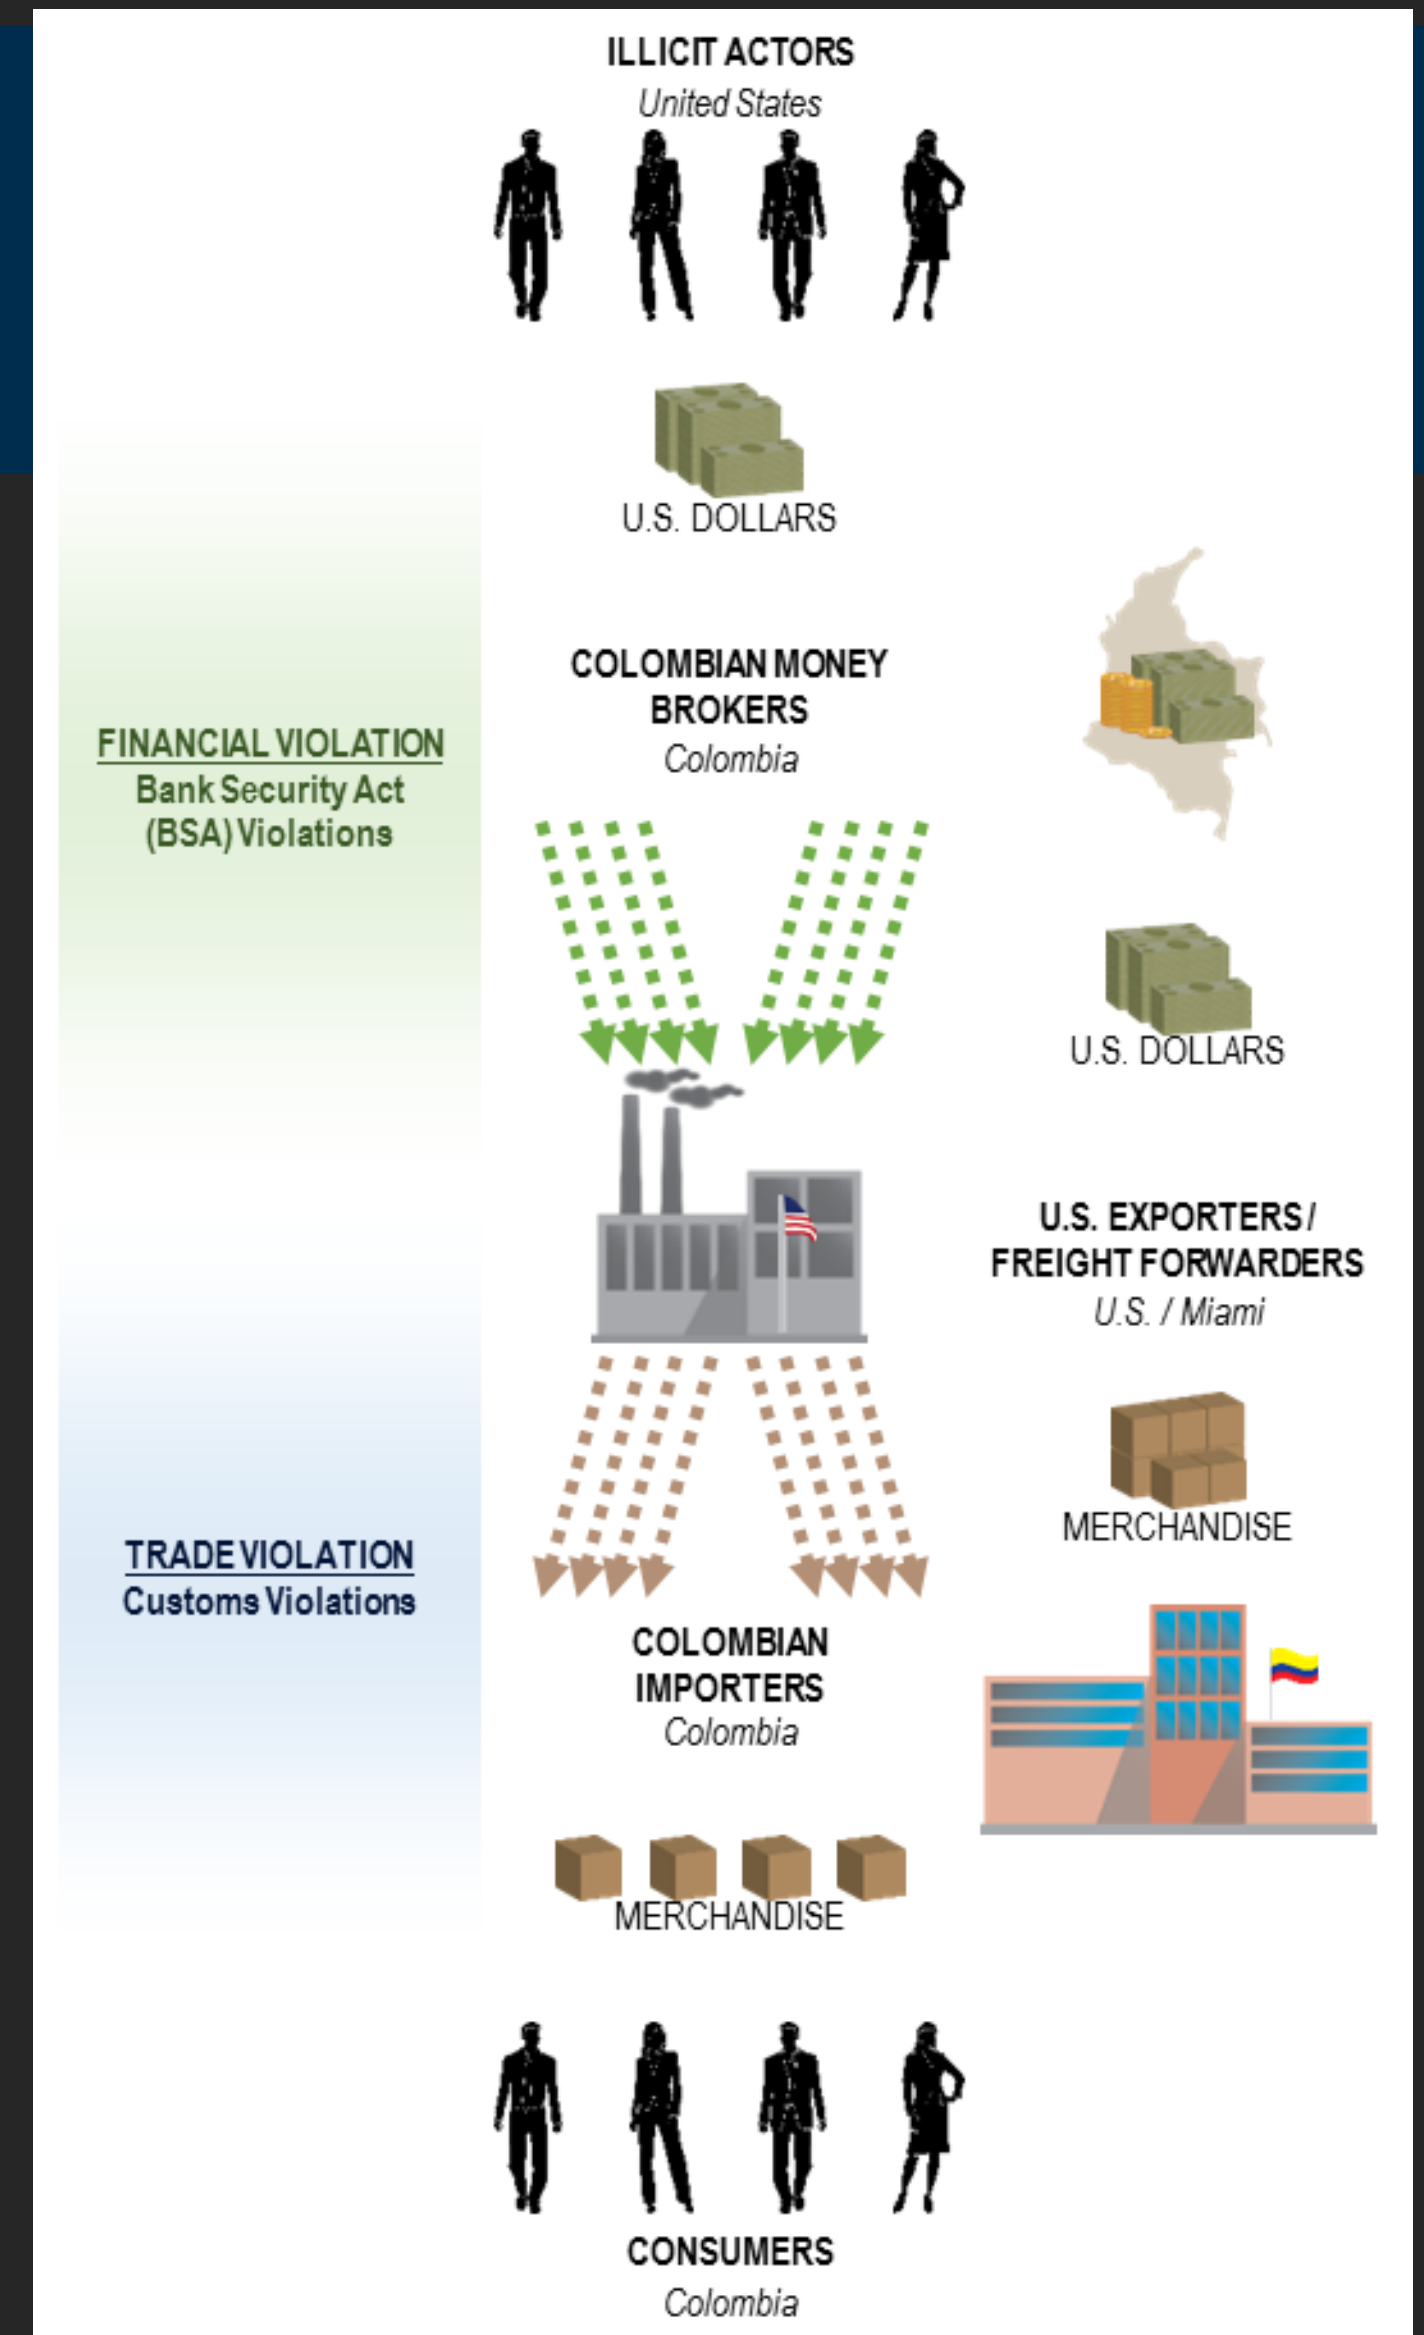 ILLICIT ACTORS
United States
U.S. DOLLARS
COLOMBIAN MONEY
BROKERS
Colombia
FINANCIAL VIOLATION
Bank Security Act
(BSA) Violations
U.S. DOLLARS
U.S. EXPORTERS /
FREIGHT FORWARDERS
U.S. / Miami
MERCHANDISE
TRADE VIOLATION
Customs Violations
COLOMBIAN
IMPORTERS
Colombia
MERCHANDISE
CONSUMERS
Colombia